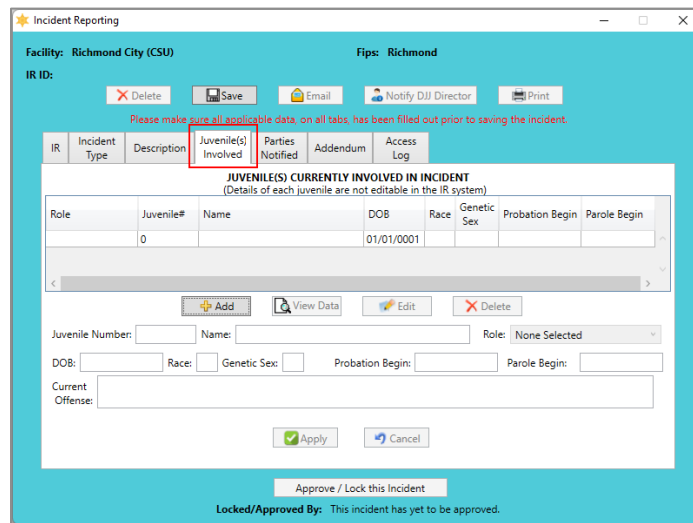 Incident Reporting
Facility: Richmond City (CSU) Fips: Richmond
IR ID:
Delete Save Email Notify DJJ Director Print
Please make sure all applicable data, on all tabs, has been filled out prior to saving the incident.
IR Incident Type Description Juvenile(s) Involved Parties Notified Addendum Access Log
JUVENILE(S) CURRENTLY INVOLVED IN INCIDENT
(Details of each juvenile are not editable in the IR system)
Role Juvenile# Name DOB Race Genetic Sex Probation Begin Parole Begin
0 01/01/0001
Add View Data Edit Delete
Juvenile Number: Name: Role: None Selected
DOB: Race: Genetic Sex: Probation Begin: Parole Begin:
Current
Offense:
Apply Cancel
Approve / Lock this Incident
Locked/Approved By: This incident has yet to be approved.